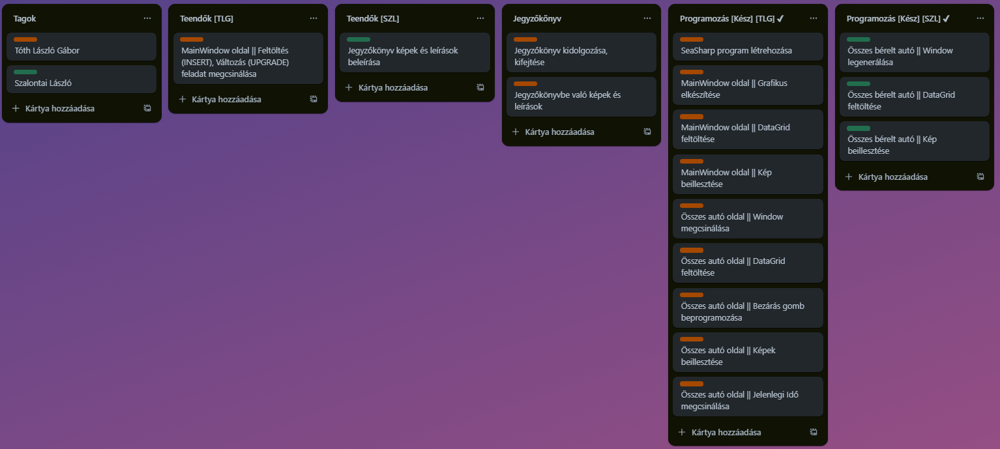 Tagok
Tóth László Gábor
Szalontai László
Kártya hozzáadása
Teendők [TLG]
MainWindow oldal || Feltöltés
(INSERT), Változás (UPGRADE)
feladat megcsinálása
Kártya hozzáadása
Teendők [SZL]
Jegyzőkönyv képek és leírások
beleírása
Kártya hozzáadása
Jegyzőkönyv
Jegyzőkönyv kidolgozása,
kifejtése
Jegyzőkönyvbe való képek és
leírások
Kártya hozzáadása
Programozás [Kész] [TLG] ✔
SeaSharp program létrehozása
MainWindow oldal || Grafikus
elkészítése
MainWindow oldal || DataGrid
feltöltése
MainWindow oldal || Kép
beillesztése
Összes autó oldal || Window
megcsinálása
Összes autó oldal || DataGrid
feltöltése
Összes autó oldal || Bezárás gomb
beprogramozása
Összes autó oldal || Képek
beillesztése
Összes autó oldal || Jelenlegi Idő
megcsinálása
Kártya hozzáadása
Programozás [Kész] [SZL] ✔
Összes bérelt autó || Window
legenerálása
Összes bérelt autó || DataGrid
feltöltése
Összes bérelt autó || Kép
beillesztése
Kártya hozzáadása